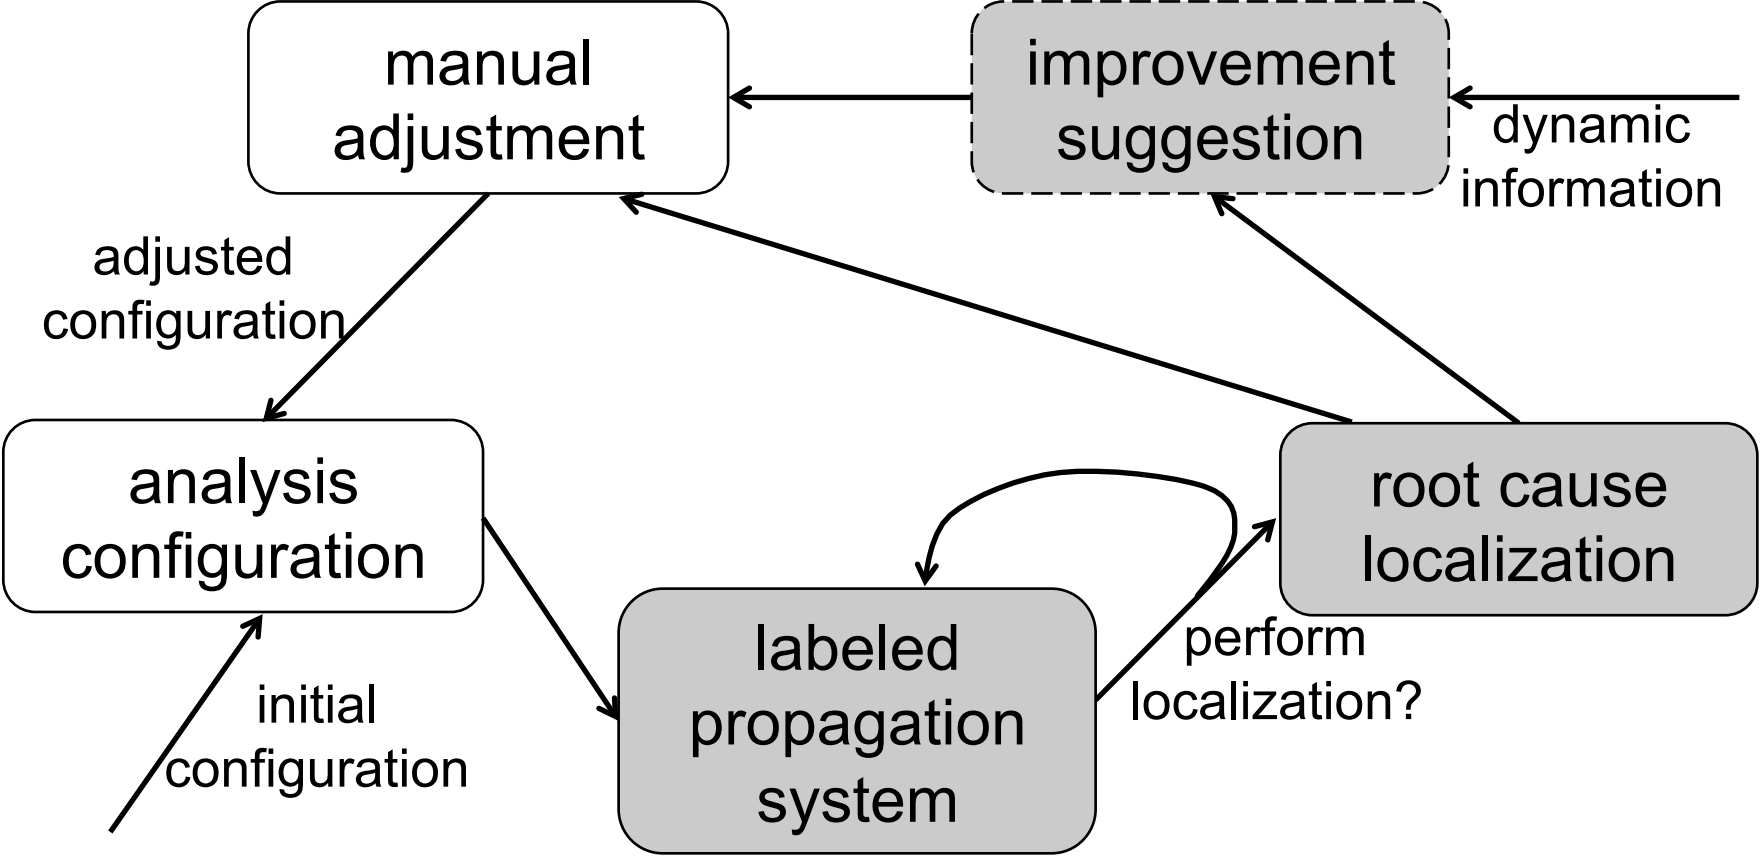 manual
adjustment
improvement
suggestion
dynamic
information
adjusted
configuration
analysis
configuration
root cause
localization
labeled
propagation
system
perform
localization?
initial
configuration